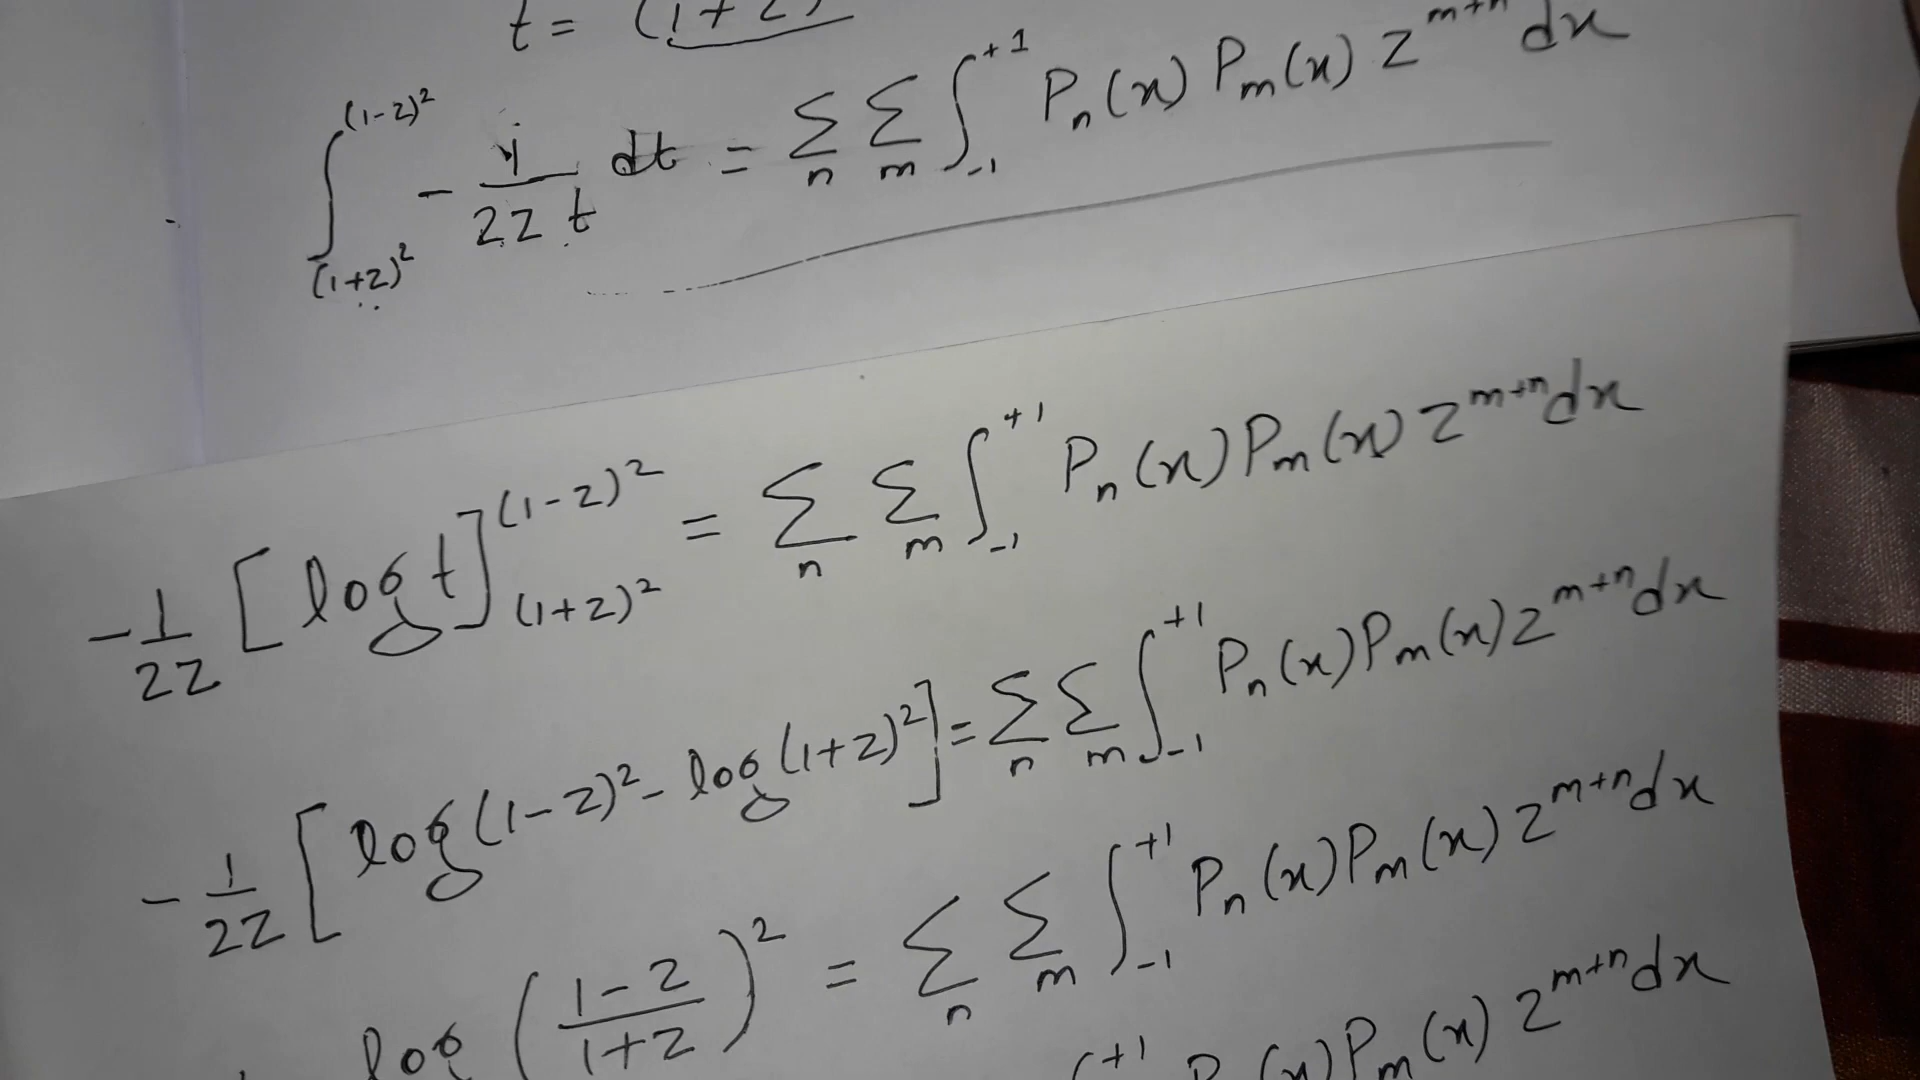 t = (1+z)
∫_{(1+z)²}^{(1-z)²} - 1/(2z t) dt = Σ_n Σ_m ∫_{-1}^{+1} P_n(x) P_m(x) z^{m+n} dx
-1/(2z) [log t]_{(1+z)²}^{(1-z)²} = Σ_n Σ_m ∫_{-1}^{+1} P_n(x) P_m(x) z^{m+n} dx
-1/(2z) [log(1-z)² - log(1+z)²] = Σ_n Σ_m ∫_{-1}^{+1} P_n(x) P_m(x) z^{m+n} dx
log ((1-z)/(1+z))² = Σ_n Σ_m ∫_{-1}^{+1} P_n(x) P_m(x) z^{m+n} dx
∫^{+1} P (x) P_m(x) z^{m+n} dx